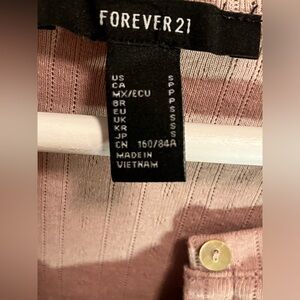 FOREVER 21
US S
CA P
MX/ECU P
BR P
EU S
UK S
KR S
JP S
CN 160/84A
MADE IN
VIETNAM